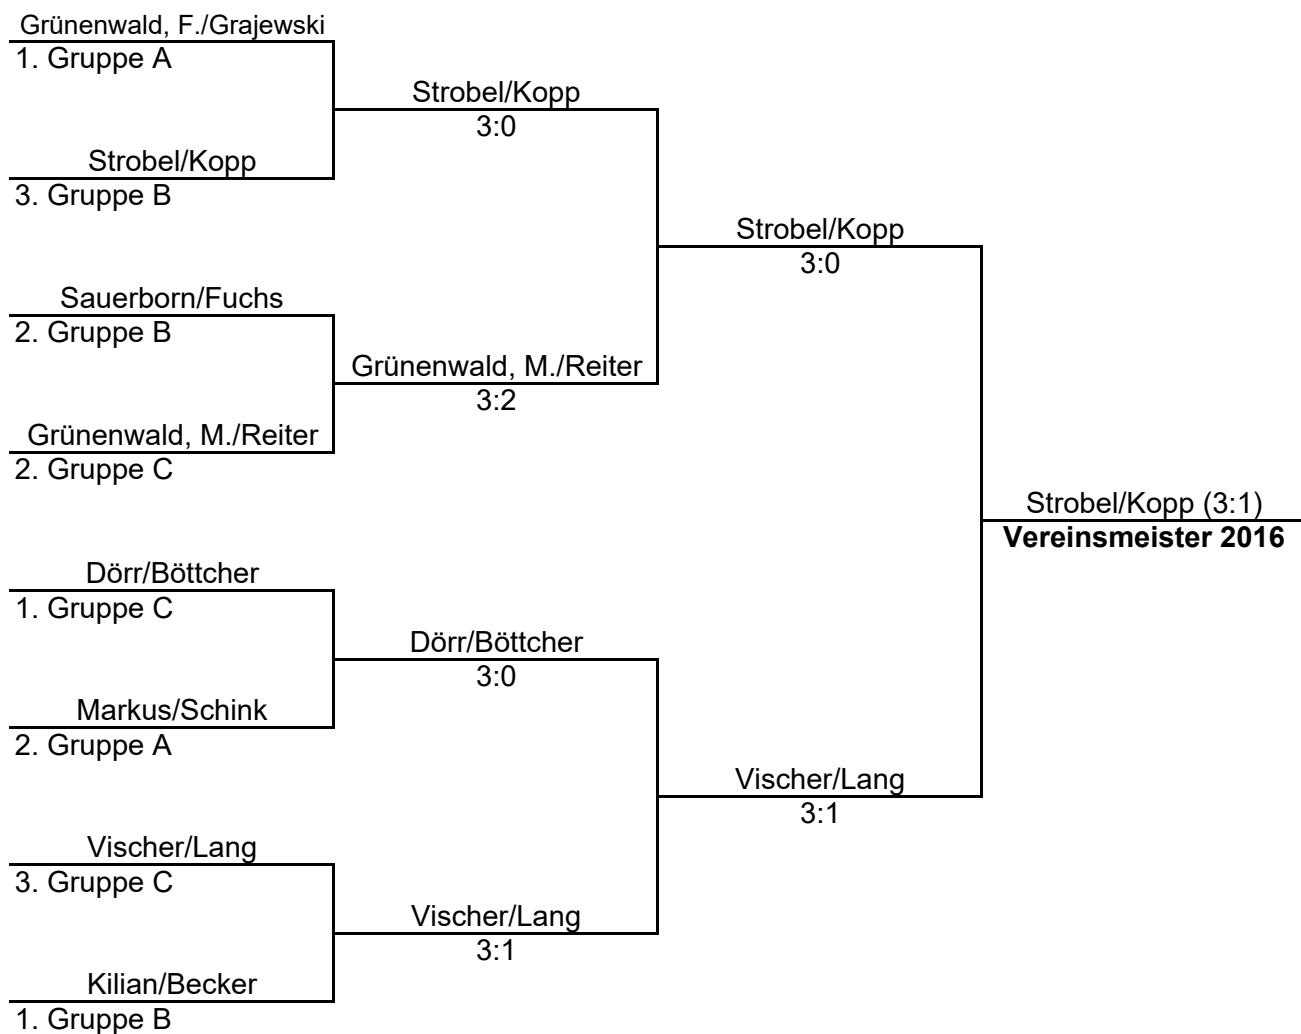 Grünenwald, F./Grajewski
1. Gruppe A
Strobel/Kopp
3:0
Strobel/Kopp
3. Gruppe B
Strobel/Kopp
3:0
Sauerborn/Fuchs
2. Gruppe B
Grünenwald, M./Reiter
3:2
Grünenwald, M./Reiter
2. Gruppe C
Strobel/Kopp (3:1)
Vereinsmeister 2016
Dörr/Böttcher
1. Gruppe C
Dörr/Böttcher
3:0
Markus/Schink
2. Gruppe A
Vischer/Lang
3:1
Vischer/Lang
3. Gruppe C
Vischer/Lang
3:1
Kilian/Becker
1. Gruppe B